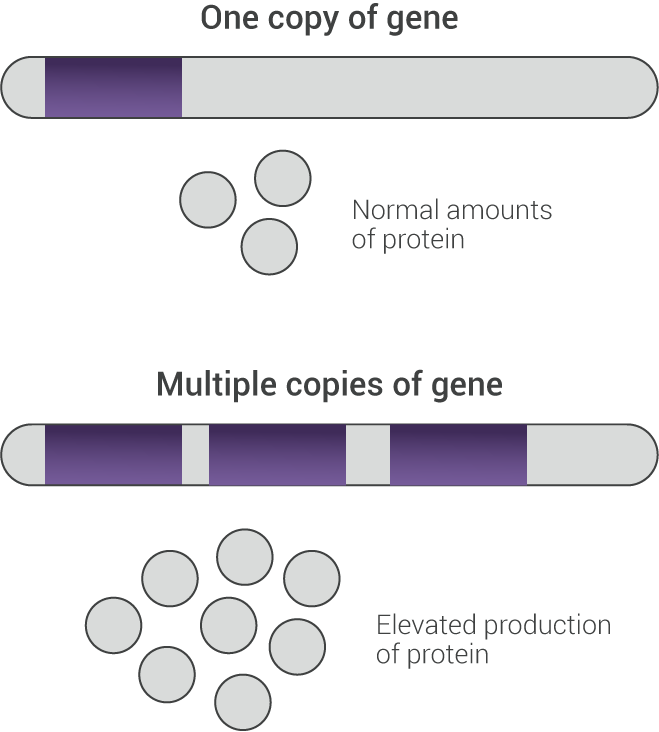 One copy of gene
Normal amounts
of protein
Multiple copies of gene
Elevated production
of protein